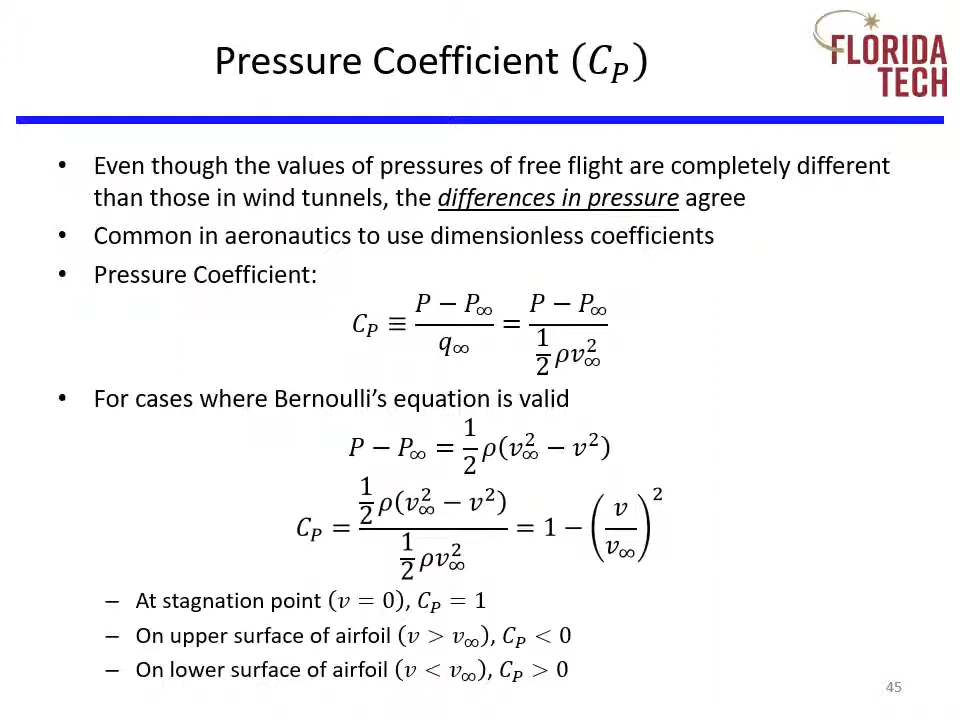 Pressure Coefficient (C_P)
FLORIDA
TECH
• Even though the values of pressures of free flight are completely different
than those in wind tunnels, the differences in pressure agree
• Common in aeronautics to use dimensionless coefficients
• Pressure Coefficient:
C_P ≡ (P − P_∞)/q_∞ = (P − P_∞)/(1/2 ρv_∞^2)
• For cases where Bernoulli’s equation is valid
P − P_∞ = 1/2 ρ(v_∞^2 − v^2)
C_P = (1/2 ρ(v_∞^2 − v^2))/(1/2 ρv_∞^2) = 1 − (v/v_∞)^2
– At stagnation point (v = 0), C_P = 1
– On upper surface of airfoil (v > v_∞), C_P < 0
– On lower surface of airfoil (v < v_∞), C_P > 0
45